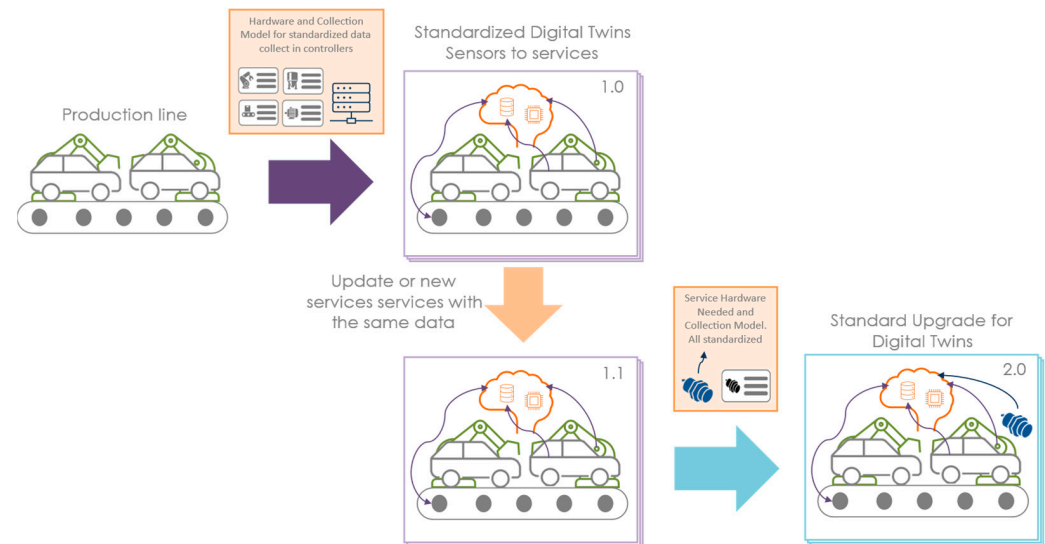 Hardware and Collection
Model for standardized data
collect in controllers
Standardized Digital Twins
Sensors to services
1.0
Production line
Update or new
services services with
the same data
Service Hardware
Needed and
Collection Model.
All standardized
Standard Upgrade for
Digital Twins
1.1
2.0